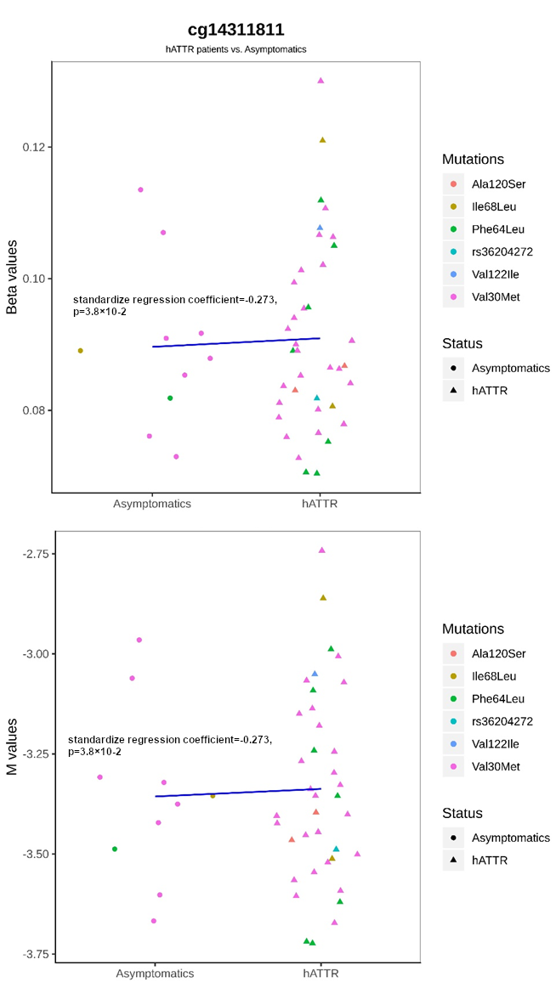 cg14311811
hATTR patients vs. Asymptomatics
Beta values
0.12
0.10
0.08
standardize regression coefficient=-0.273,
p=3.8×10-2
Asymptomatics
hATTR
Mutations
Ala120Ser
Ile68Leu
Phe64Leu
rs36204272
Val122Ile
Val30Met
Status
Asymptomatics
hATTR
M values
-2.75
-3.00
-3.25
-3.50
-3.75
standardize regression coefficient=-0.273,
p=3.8×10-2
Asymptomatics
hATTR
Mutations
Ala120Ser
Ile68Leu
Phe64Leu
rs36204272
Val122Ile
Val30Met
Status
Asymptomatics
hATTR